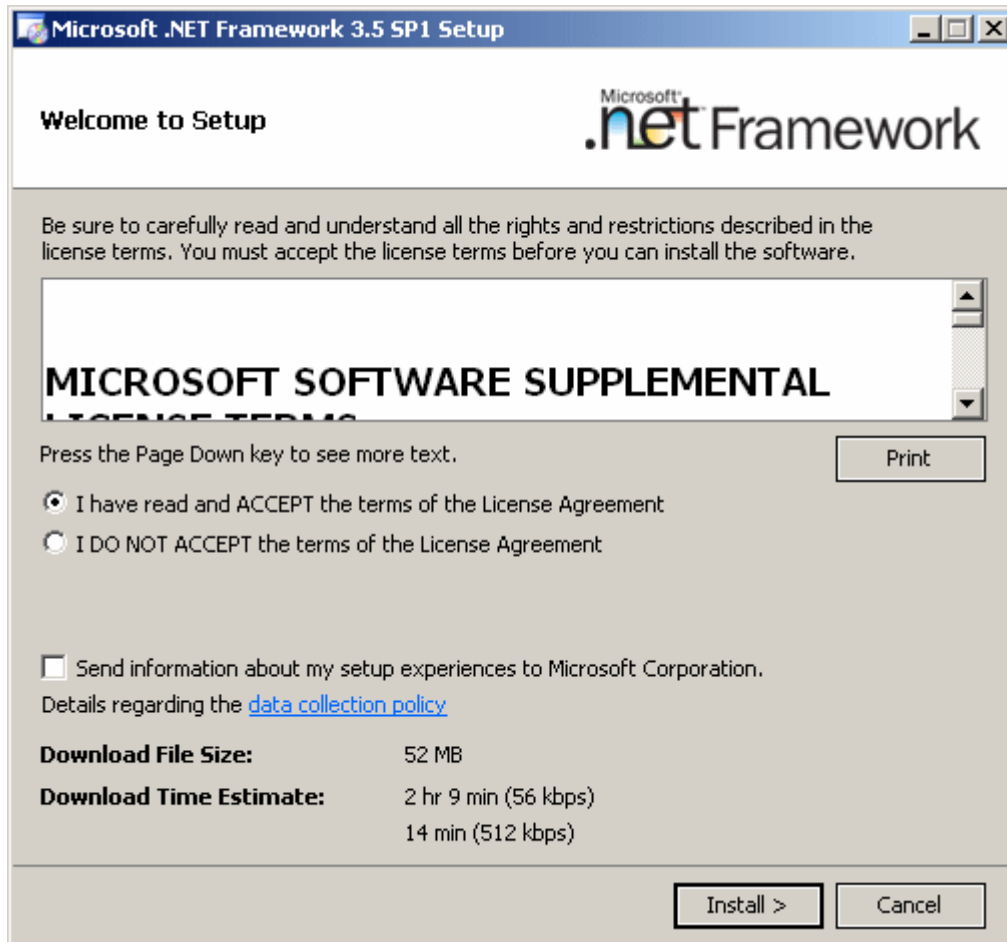 Microsoft .NET Framework 3.5 SP1 Setup
Welcome to Setup
Microsoft
.net Framework
Be sure to carefully read and understand all the rights and restrictions described in the
license terms. You must accept the license terms before you can install the software.
MICROSOFT SOFTWARE SUPPLEMENTAL
LICENSE TERMS
Press the Page Down key to see more text.
Print
I have read and ACCEPT the terms of the License Agreement
I DO NOT ACCEPT the terms of the License Agreement
Send information about my setup experiences to Microsoft Corporation.
Details regarding the data collection policy
Download File Size: 52 MB
Download Time Estimate: 2 hr 9 min (56 kbps)
14 min (512 kbps)
Install >
Cancel